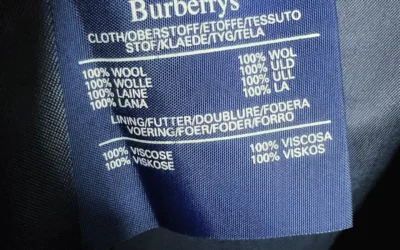 Burberrys
CLOTH/OBERSTOFF/ETOFFE/TESSUTO
STOF/KLAEDE/TYG/TELA
100% WOOL 100% WOL
100% WOLLE 100% ULD
100% LAINE 100% ULL
100% LANA 100% LA
LINING/FUTTER/DOUBLURE/FODERA
VOERING/FOER/FODER/FORRO
100% VISCOSE 100% VISCOSA
100% VISKOSE 100% VISKOS